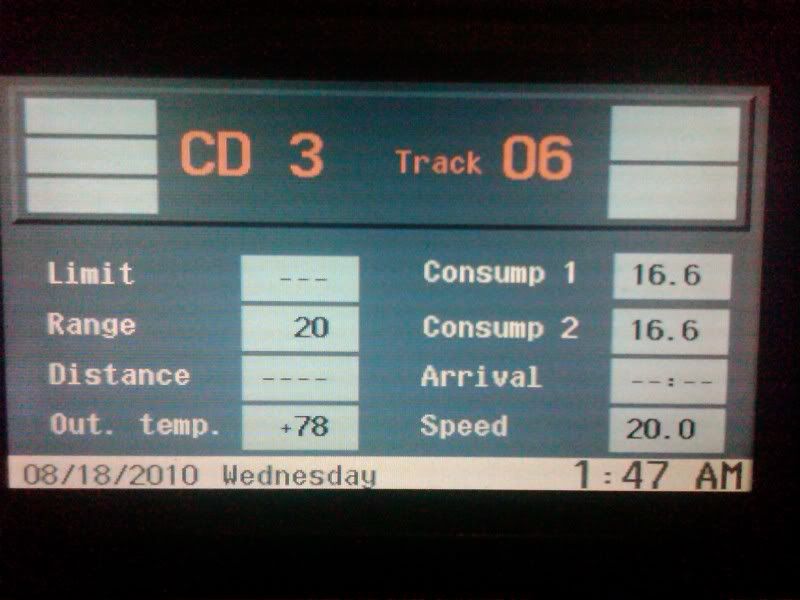 CD 3 Track 06
Limit --- Consump 1 16.6
Range 20 Consump 2 16.6
Distance ---- Arrival --:--
Out. temp. +78 Speed 20.0
08/18/2010 Wednesday 1:47 AM